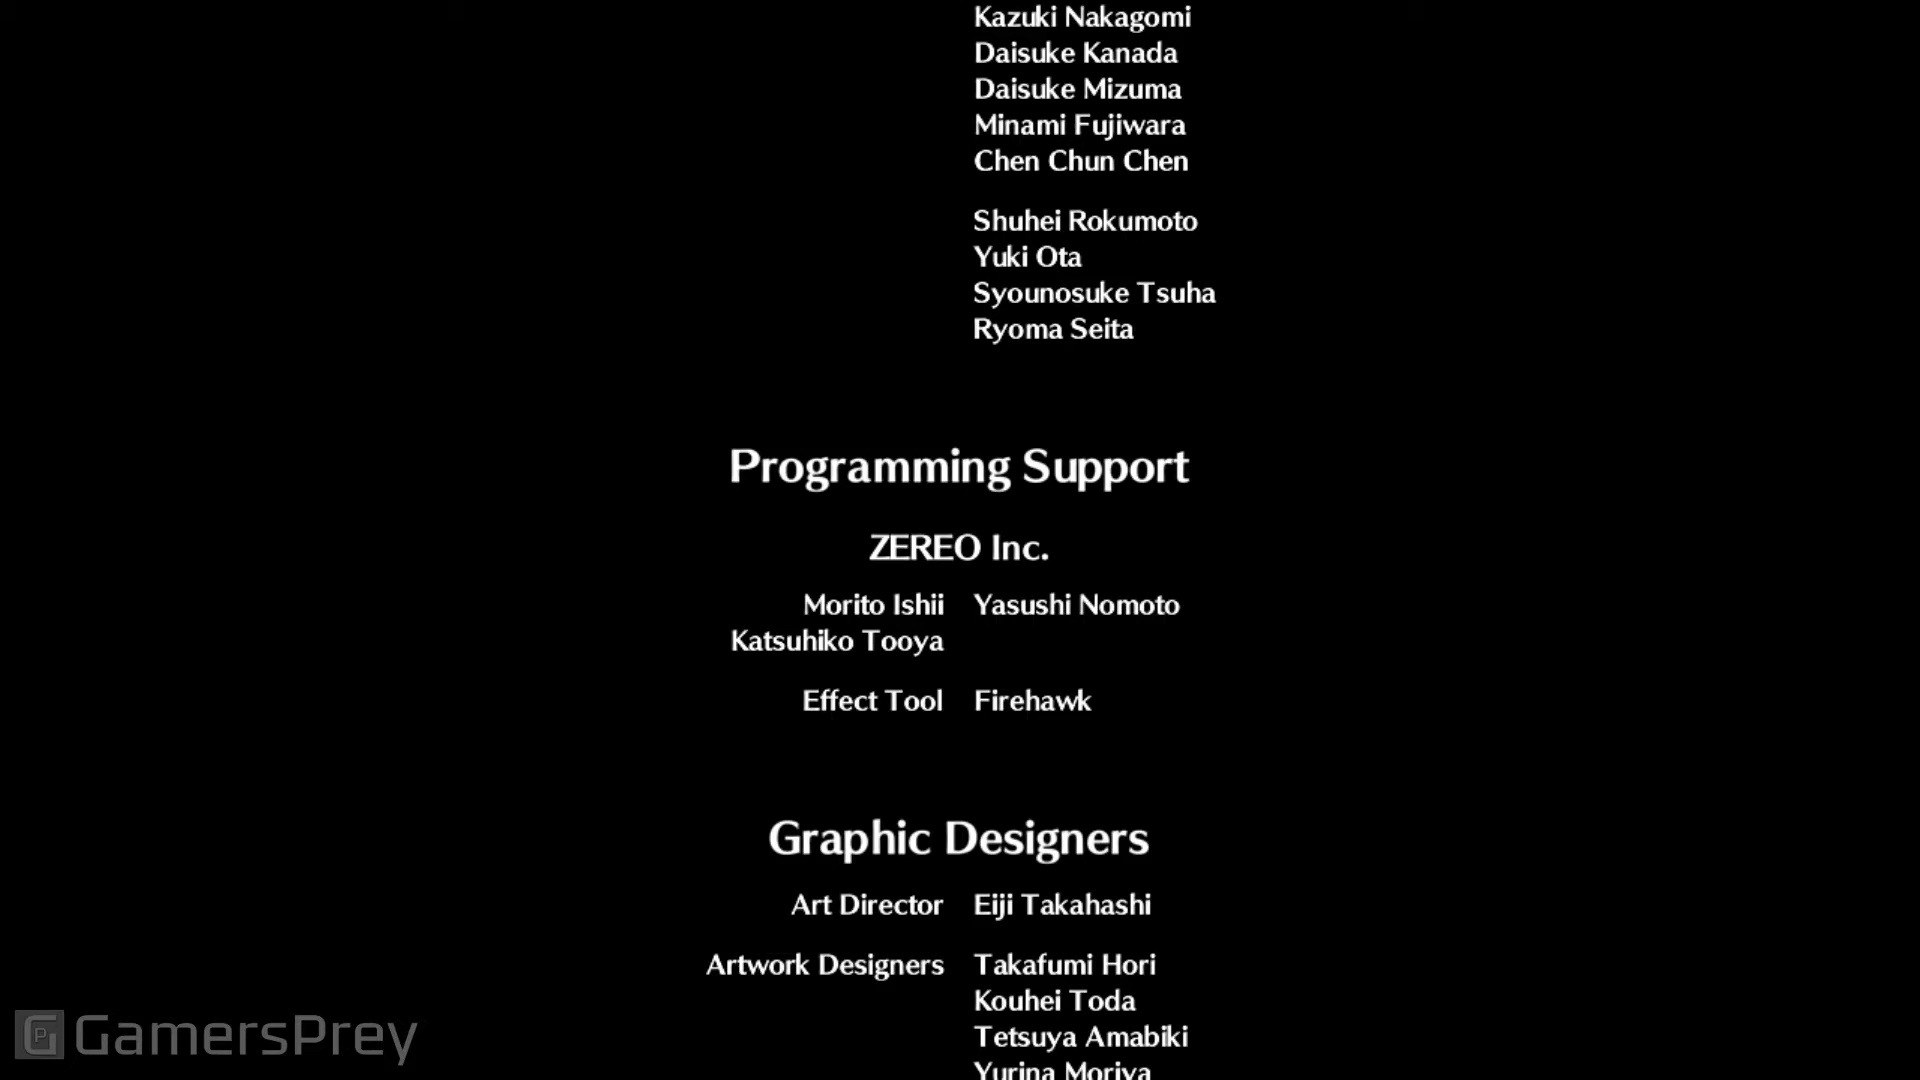 Kazuki Nakagomi
Daisuke Kanada
Daisuke Mizuma
Minami Fujiwara
Chen Chun Chen
Shuhei Rokumoto
Yuki Ota
Syounosuke Tsuha
Ryoma Seita
Programming Support
ZEREO Inc.
Morito Ishii Yasushi Nomoto
Katsuhiko Tooya
Effect Tool Firehawk
Graphic Designers
Art Director Eiji Takahashi
Artwork Designers Takafumi Hori
Kouhei Toda
Tetsuya Amabiki
Yurina Moriya
GamersPrey